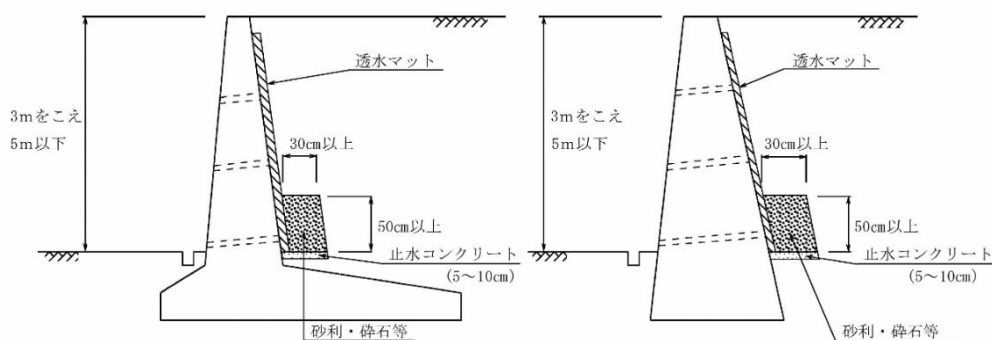 透水マット
3mをこえ
5m以下
30cm以上
50cm以上
止水コンクリート
(5～10cm)
砂利・砕石等
透水マット
3mをこえ
5m以下
30cm以上
50cm以上
止水コンクリート
(5～10cm)
砂利・砕石等